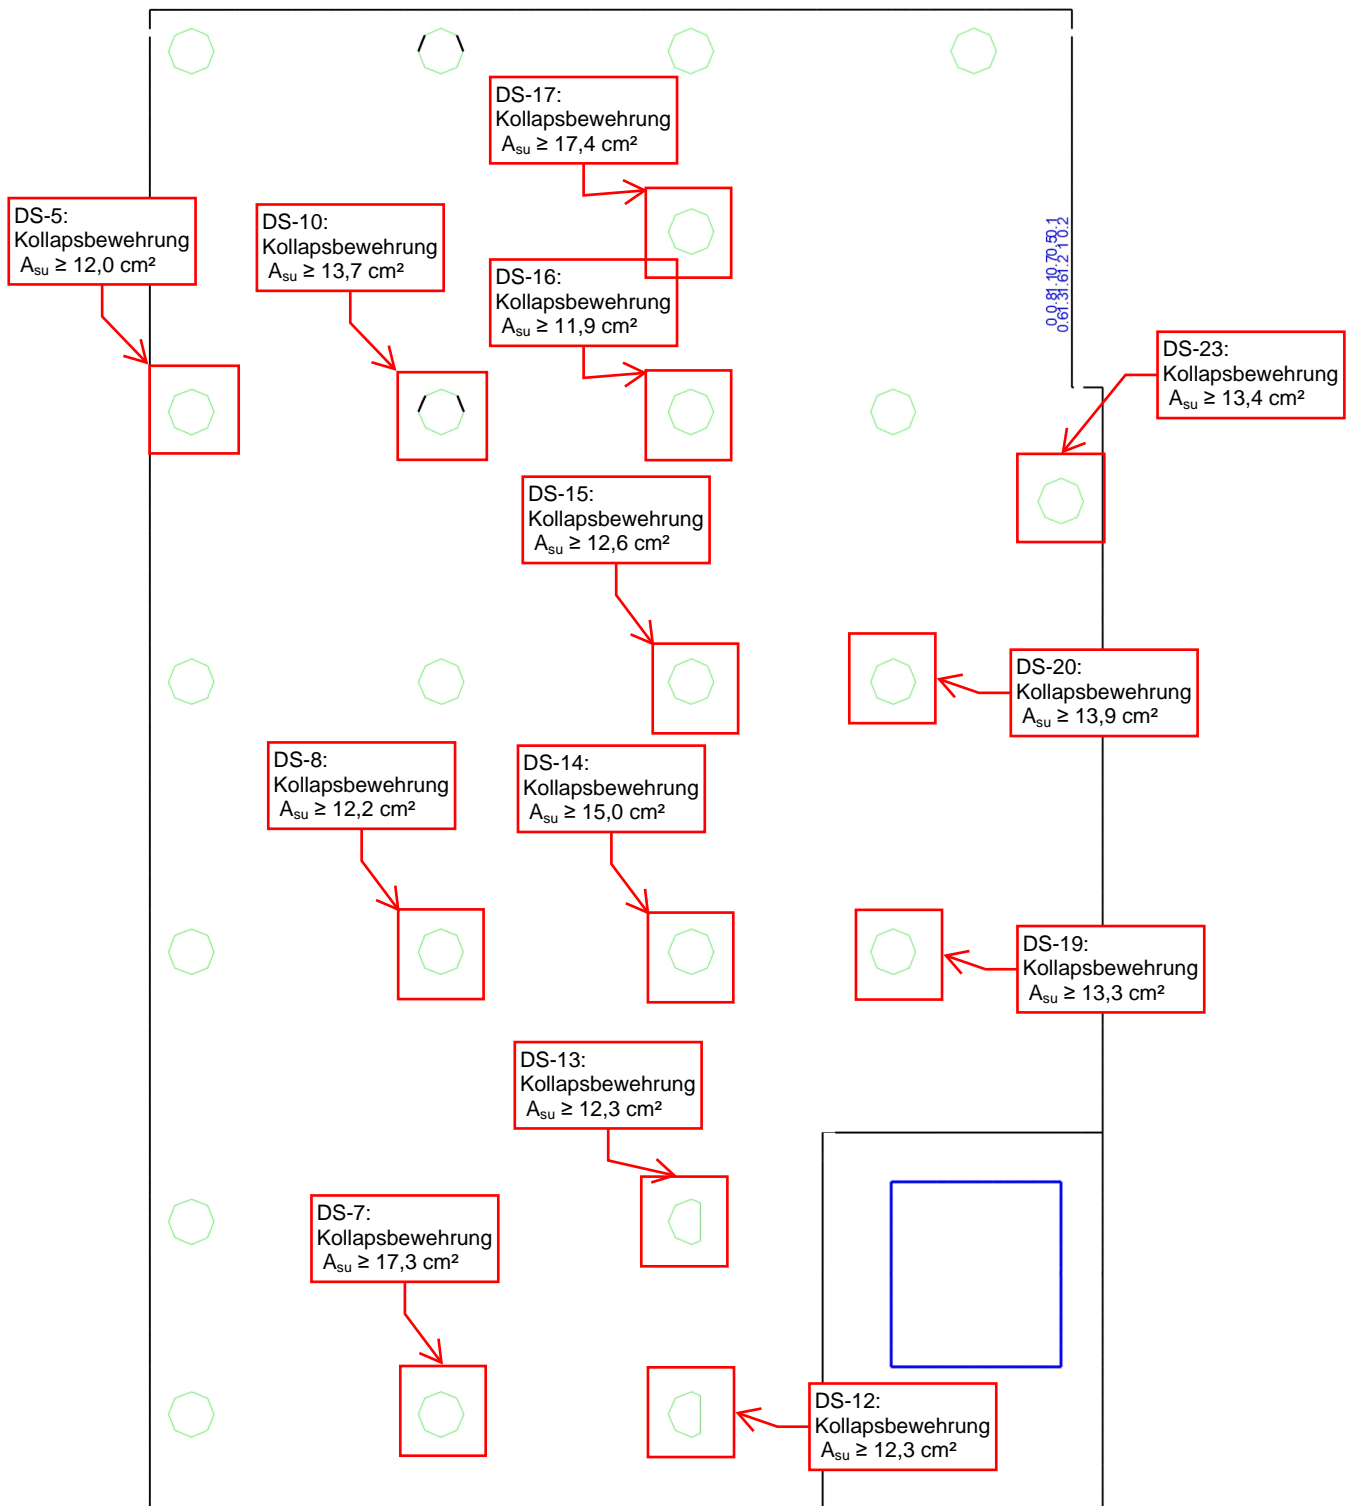 DS-17:
Kollapsbewehrung
Asu ≥ 17,4 cm²
DS-5:
Kollapsbewehrung
Asu ≥ 12,0 cm²
DS-10:
Kollapsbewehrung
Asu ≥ 13,7 cm²
DS-16:
Kollapsbewehrung
Asu ≥ 11,9 cm²
DS-23:
Kollapsbewehrung
Asu ≥ 13,4 cm²
DS-15:
Kollapsbewehrung
Asu ≥ 12,6 cm²
DS-20:
Kollapsbewehrung
Asu ≥ 13,9 cm²
DS-8:
Kollapsbewehrung
Asu ≥ 12,2 cm²
DS-14:
Kollapsbewehrung
Asu ≥ 15,0 cm²
DS-19:
Kollapsbewehrung
Asu ≥ 13,3 cm²
DS-13:
Kollapsbewehrung
Asu ≥ 12,3 cm²
DS-7:
Kollapsbewehrung
Asu ≥ 17,3 cm²
DS-12:
Kollapsbewehrung
Asu ≥ 12,3 cm²